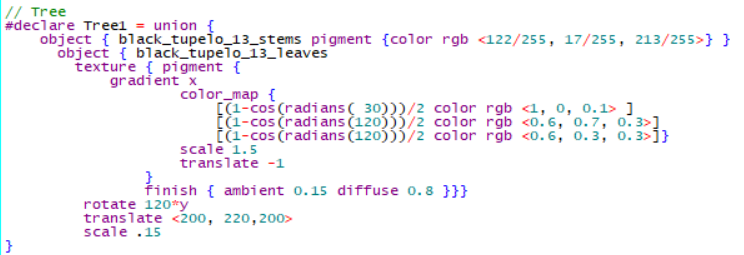 // Tree
#declare Tree1 = union {
object { black_tupelo_13_stems pigment {color rgb <122/255, 17/255, 213/255>} }
object { black_tupelo_13_leaves
texture { pigment {
gradient x
color_map {
[(1-cos(radians( 30)))/2 color rgb <1, 0, 0.1> ]
[(1-cos(radians(120)))/2 color rgb <0.6, 0.7, 0.3>]
[(1-cos(radians(120)))/2 color rgb <0.6, 0.3, 0.3>]}
scale 1.5
translate -1
}
finish { ambient 0.15 diffuse 0.8 }}}
rotate 120*y
translate <200, 220,200>
scale .15
}